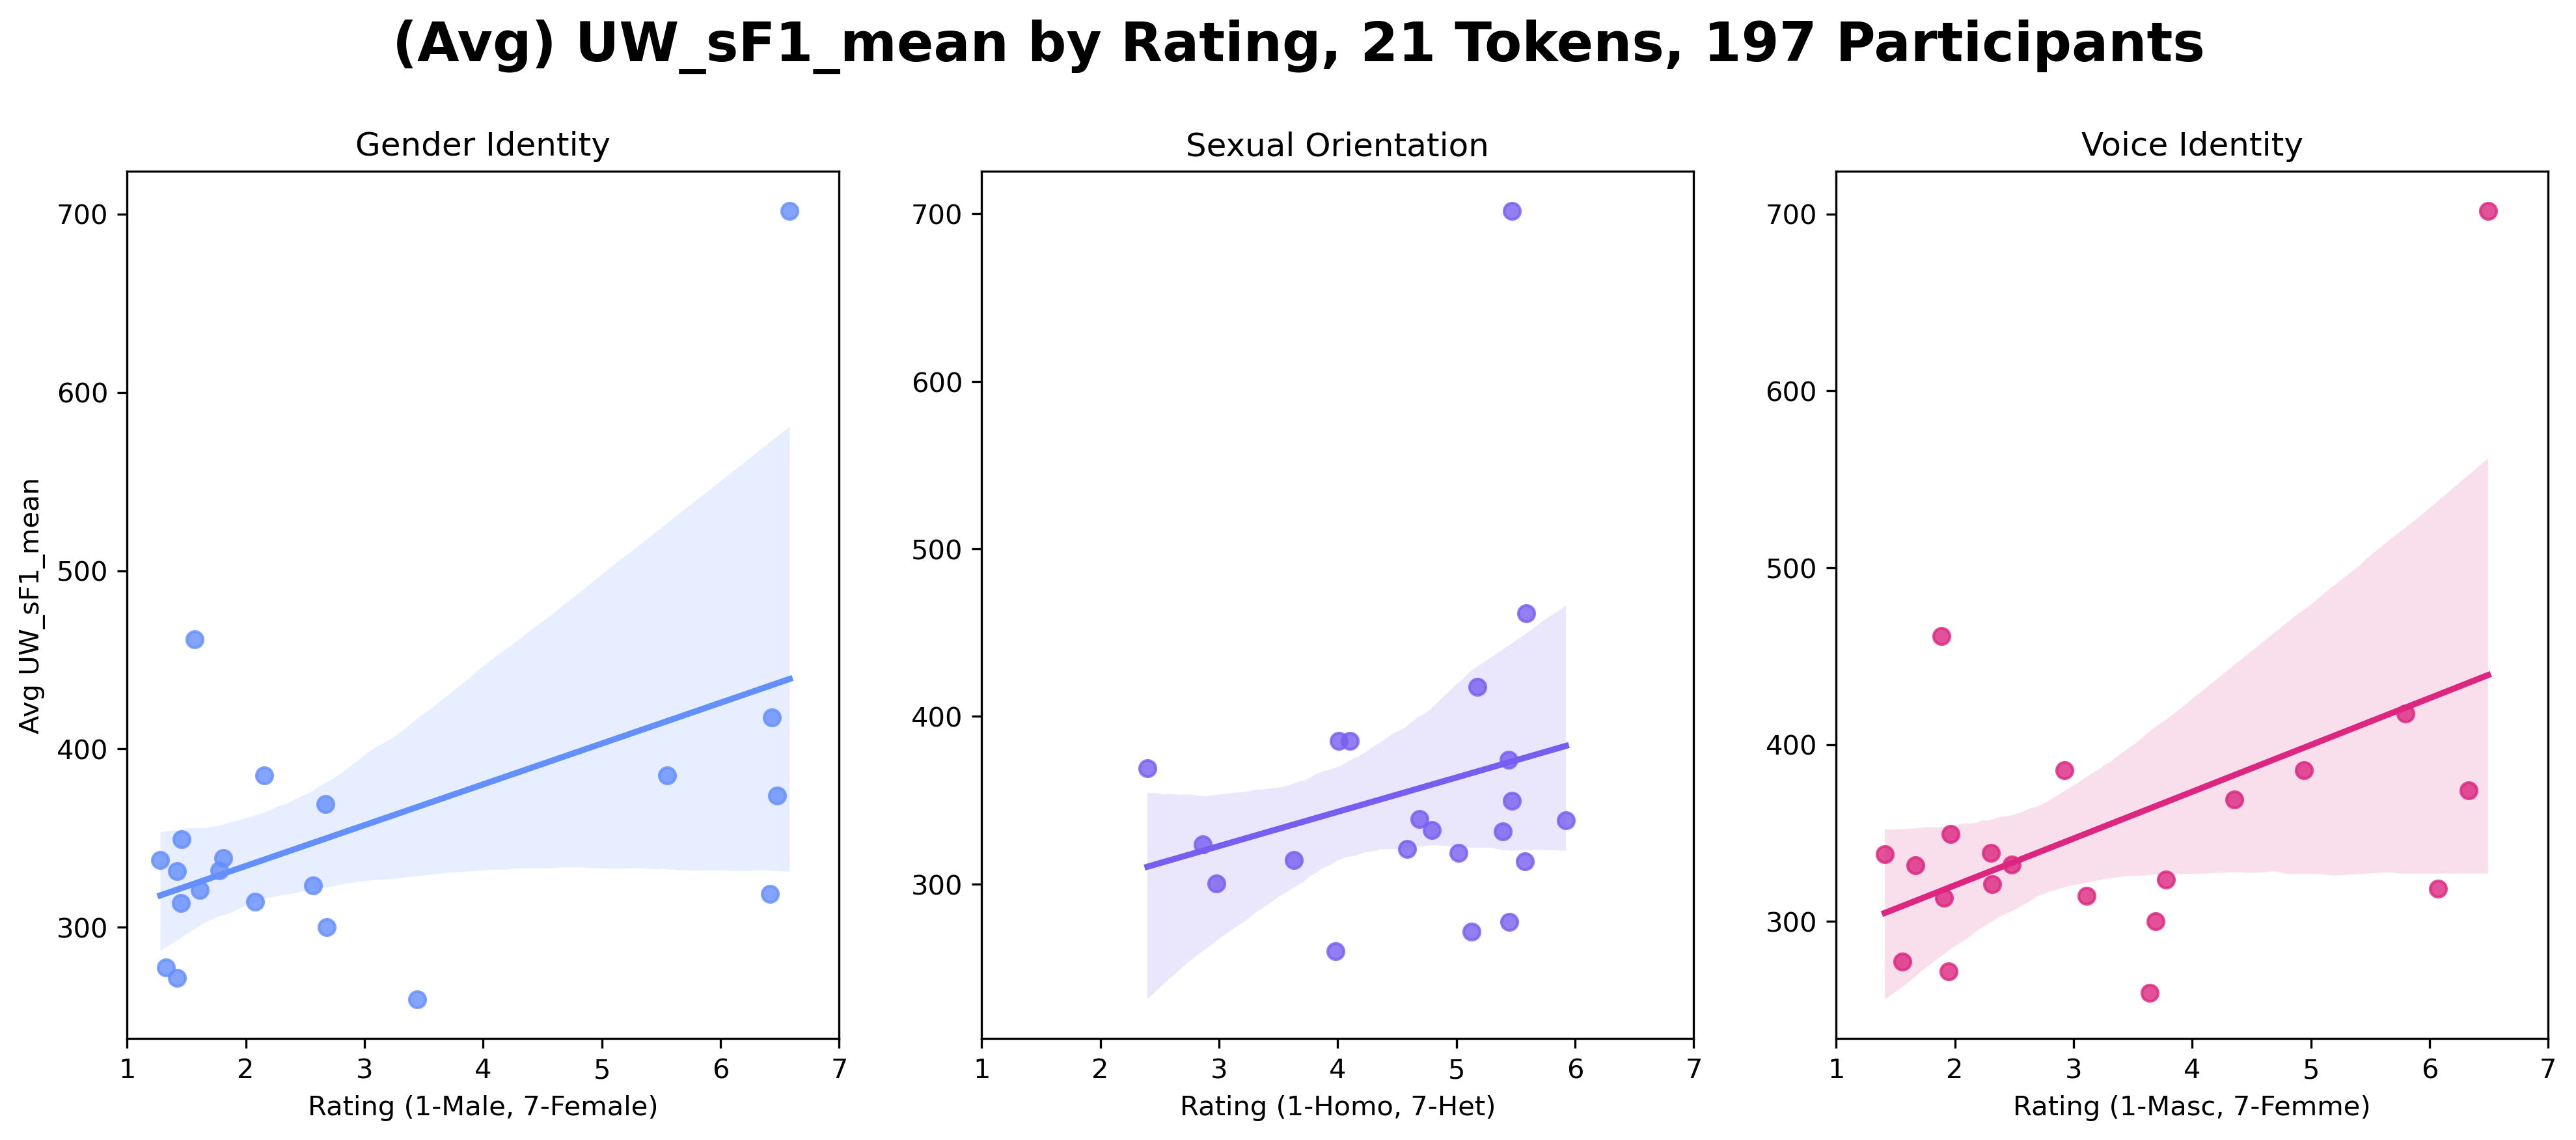 (Avg) UW_sF1_mean by Rating, 21 Tokens, 197 Participants
Gender Identity
Sexual Orientation
Voice Identity
Avg UW_sF1_mean
700
600
500
400
300
1 2 3 4 5 6 7
Rating (1-Male, 7-Female)
700
600
500
400
300
1 2 3 4 5 6 7
Rating (1-Homo, 7-Het)
700
600
500
400
300
1 2 3 4 5 6 7
Rating (1-Masc, 7-Femme)